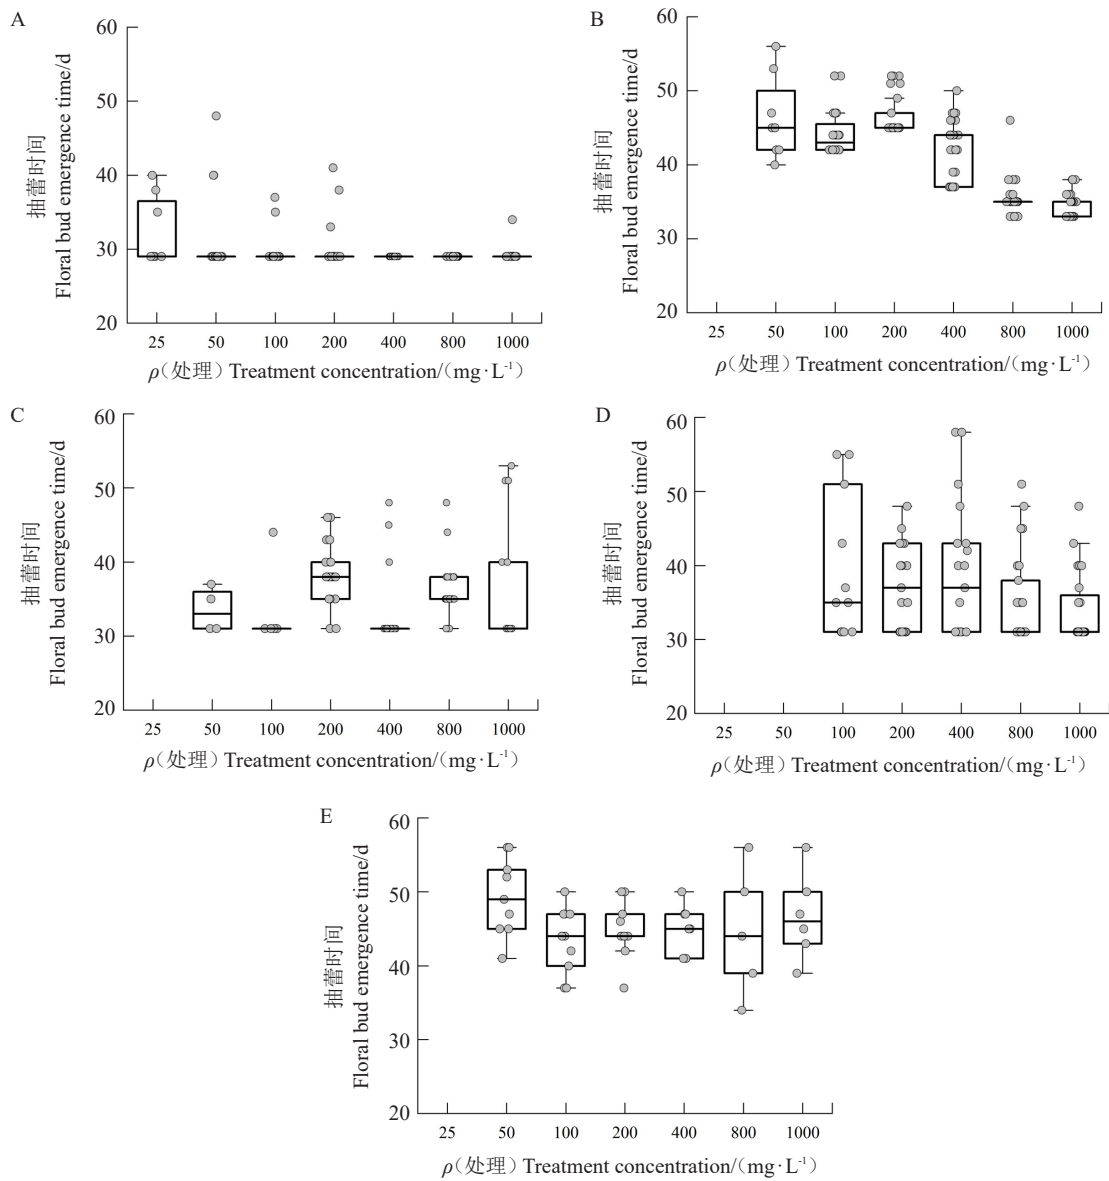 A
60
50
40
30
20
抽蕾时间
Floral bud emergence time/d
25 50 100 200 400 800 1000
ρ(处理) Treatment concentration/(mg·L⁻¹)
B
60
50
40
30
20
抽蕾时间
Floral bud emergence time/d
25 50 100 200 400 800 1000
ρ(处理) Treatment concentration/(mg·L⁻¹)
C
60
50
40
30
20
抽蕾时间
Floral bud emergence time/d
25 50 100 200 400 800 1000
ρ(处理) Treatment concentration/(mg·L⁻¹)
D
60
50
40
30
20
抽蕾时间
Floral bud emergence time/d
25 50 100 200 400 800 1000
ρ(处理) Treatment concentration/(mg·L⁻¹)
E
60
50
40
30
20
抽蕾时间
Floral bud emergence time/d
25 50 100 200 400 800 1000
ρ(处理) Treatment concentration/(mg·L⁻¹)